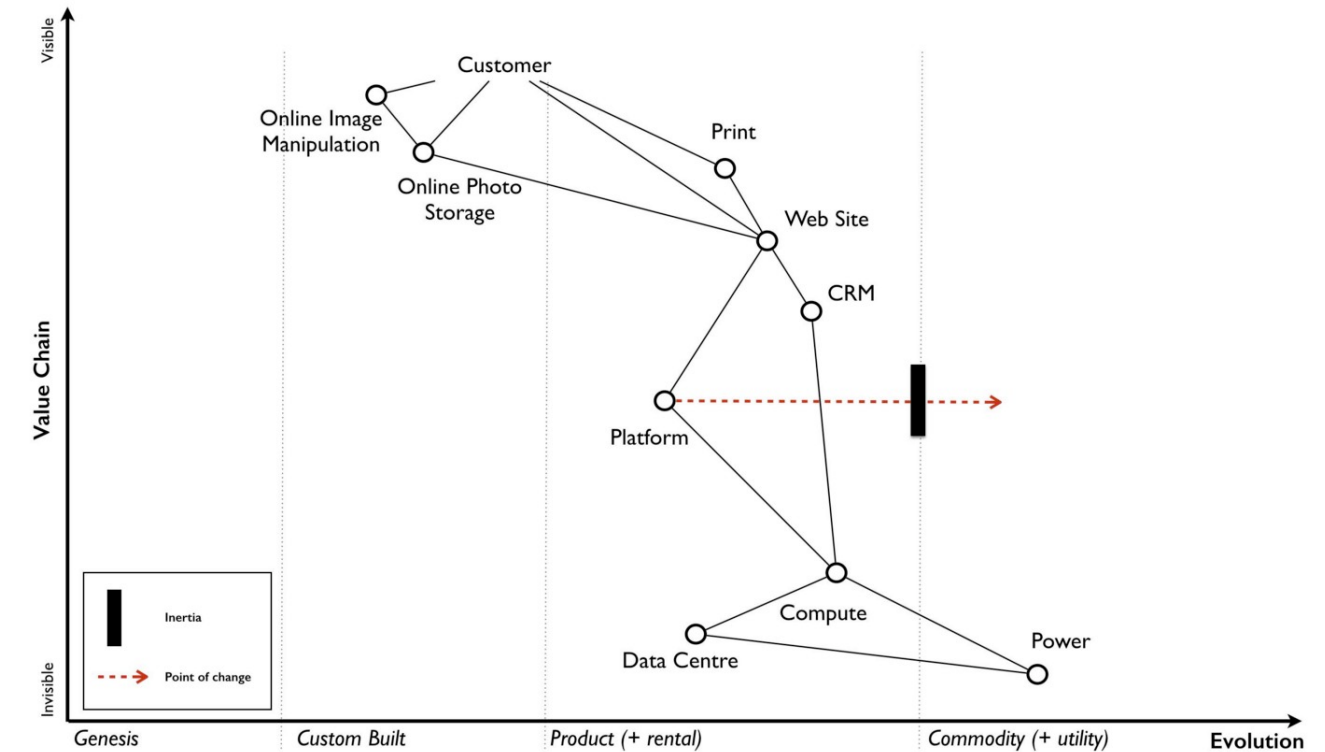 Visible
Customer
Online Image
Manipulation
Print
Online Photo
Storage
Web Site
CRM
Value Chain
Platform
Compute
Inertia
Power
Data Centre
Point of change
Invisible
Genesis
Custom Built
Product (+ rental)
Commodity (+ utility)
Evolution